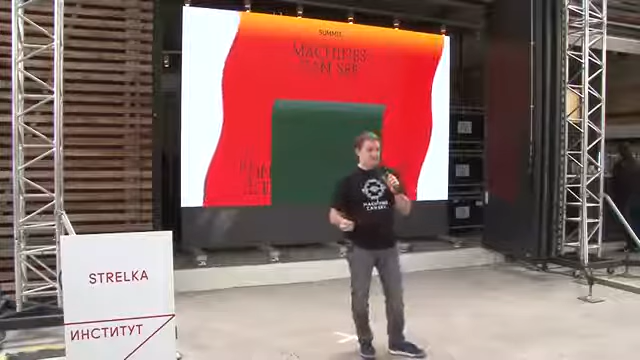 SUMMIT
MACHINES
CAN SEE
MACHINES
CAN SEE
STRELKA
ИНСТИТУТ